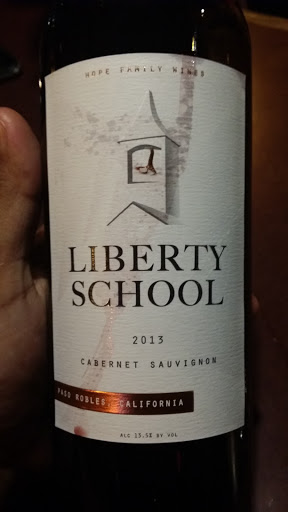 HOPE FAMILY WINES
LIBERTY
SCHOOL
2013
CABERNET SAUVIGNON
PASO ROBLES, CALIFORNIA
ALC 13.5% BY VOL